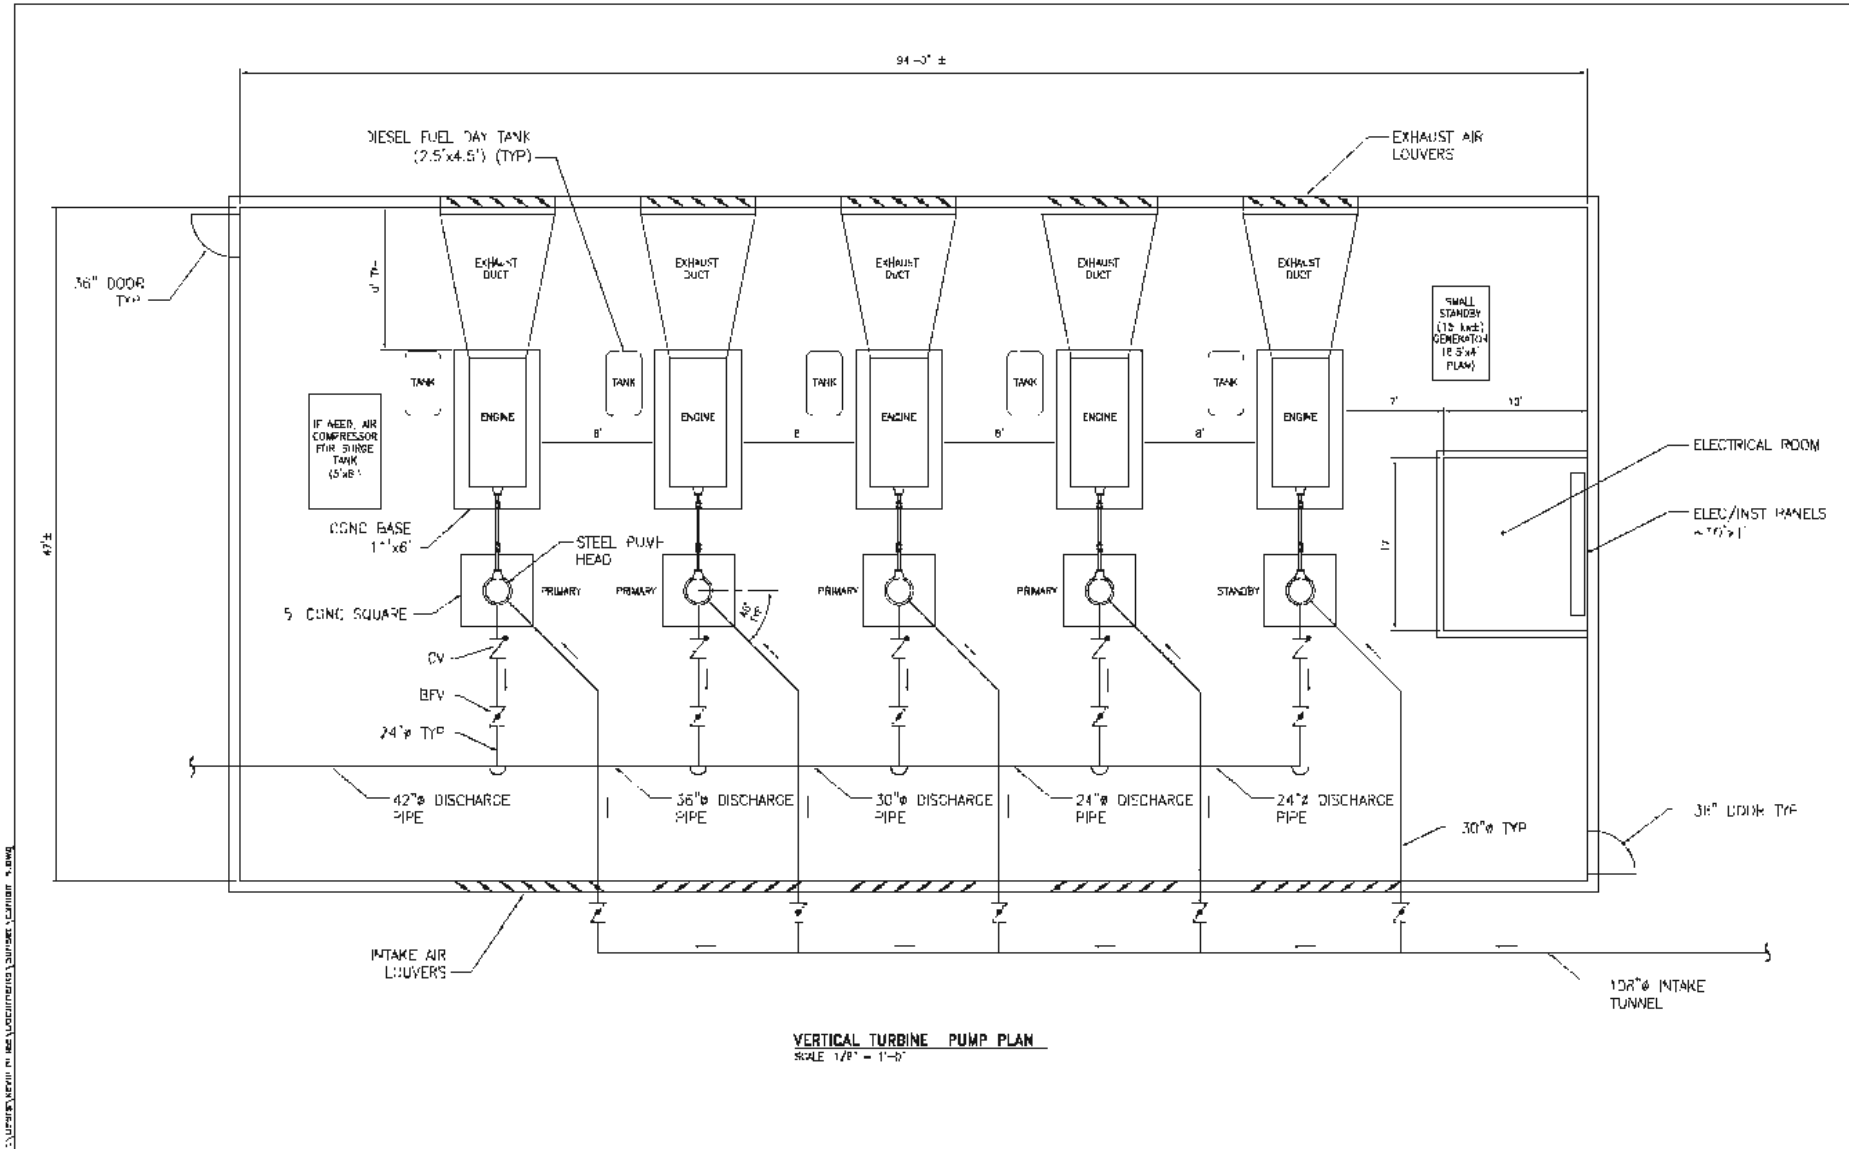 94'-0" ±
DIESEL FUEL DAY TANK
(2.5'x4.5') (TYP)
EXHAUST AIR
LOUVERS
36" DOOR
TYP
EXHAUST
DUCT
EXHAUST
DUCT
EXHAUST
DUCT
EXHAUST
DUCT
EXHAUST
DUCT
SMALL
STANDBY
GENERATOR
PLAN)
TANK
TANK
TANK
TANK
TANK
ENGINE
ENGINE
ENGINE
ENGINE
ENGINE
7'
10'
8'
8'
8'
8'
IF NEED, AIR
COMPRESSOR
FOR SURGE
TANK
ELECTRICAL ROOM
47'±
CONC BASE
11'x6'
STEEL PUMP
HEAD
ELEC/INST PANELS
PRIMARY
PRIMARY
PRIMARY
PRIMARY
STANDBY
5' CONC SQUARE
CV
BFV
24"ø TYP
42"ø DISCHARGE
PIPE
36"ø DISCHARGE
PIPE
30"ø DISCHARGE
PIPE
24"ø DISCHARGE
PIPE
24"ø DISCHARGE
PIPE
30"ø TYP
36" DOOR TYP
INTAKE AIR
LOUVERS
108"ø INTAKE
TUNNEL
VERTICAL TURBINE PUMP PLAN
SCALE 1/8" = 1'-0"